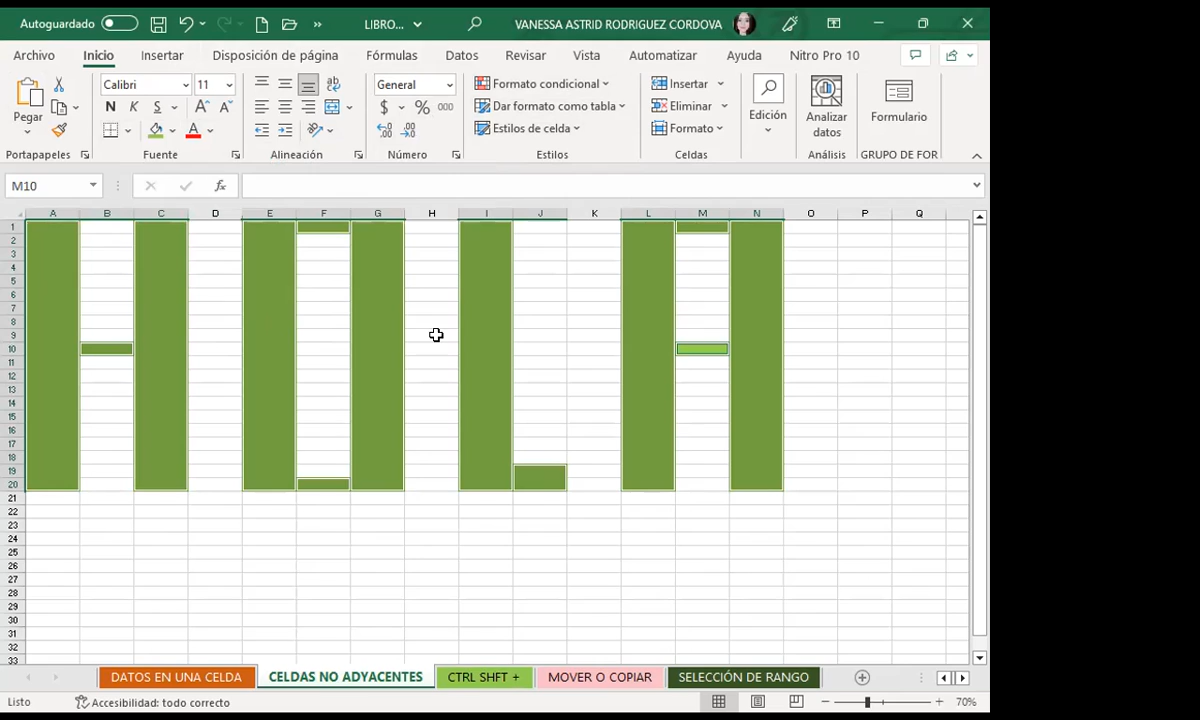 Autoguardado LIBRO... VANESSA ASTRID RODRIGUEZ CORDOVA
Archivo Inicio Insertar Disposición de página Fórmulas Datos Revisar Vista Automatizar Ayuda Nitro Pro 10
Pegar
Portapapeles
Calibri 11
N K S A A
A
Fuente
ab
Alineación
General
$ % 000
Número
Formato condicional
Dar formato como tabla
Estilos de celda
Estilos
Insertar
Eliminar
Formato
Celdas
Edición
Analizar
datos
Análisis
Formulario
GRUPO DE FOR
M10 fx
A B C D E F G H I J K L M N O P Q
1
2
3
4
5
6
7
8
9
10
11
12
13
14
15
16
17
18
19
20
21
22
23
24
25
26
27
28
29
30
31
32
33
DATOS EN UNA CELDA CELDAS NO ADYACENTES CTRL SHFT + MOVER O COPIAR SELECCIÓN DE RANGO
Listo Accesibilidad: todo correcto 70%